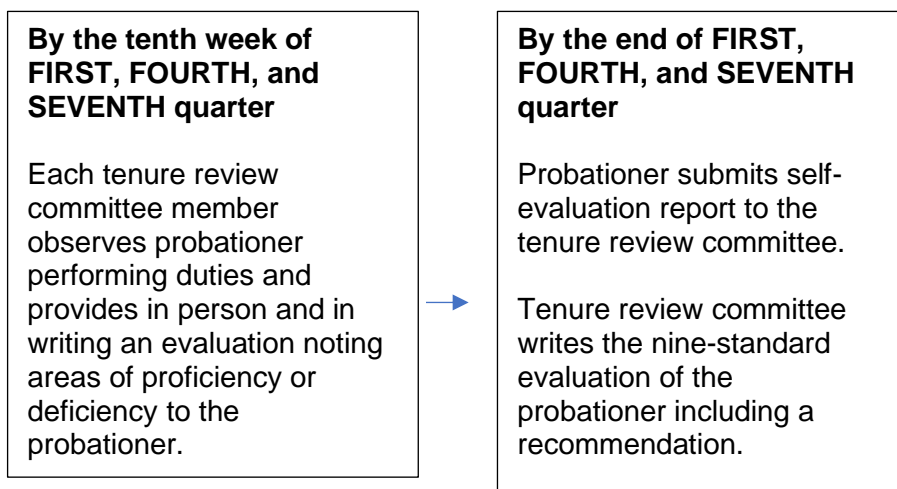 By the tenth week of
FIRST, FOURTH, and
SEVENTH quarter
Each tenure review
committee member
observes probationer
performing duties and
provides in person and in
writing an evaluation noting
areas of proficiency or
deficiency to the
probationer.
By the end of FIRST,
FOURTH, and SEVENTH
quarter
Probationer submits self-
evaluation report to the
tenure review committee.
Tenure review committee
writes the nine-standard
evaluation of the
probationer including a
recommendation.